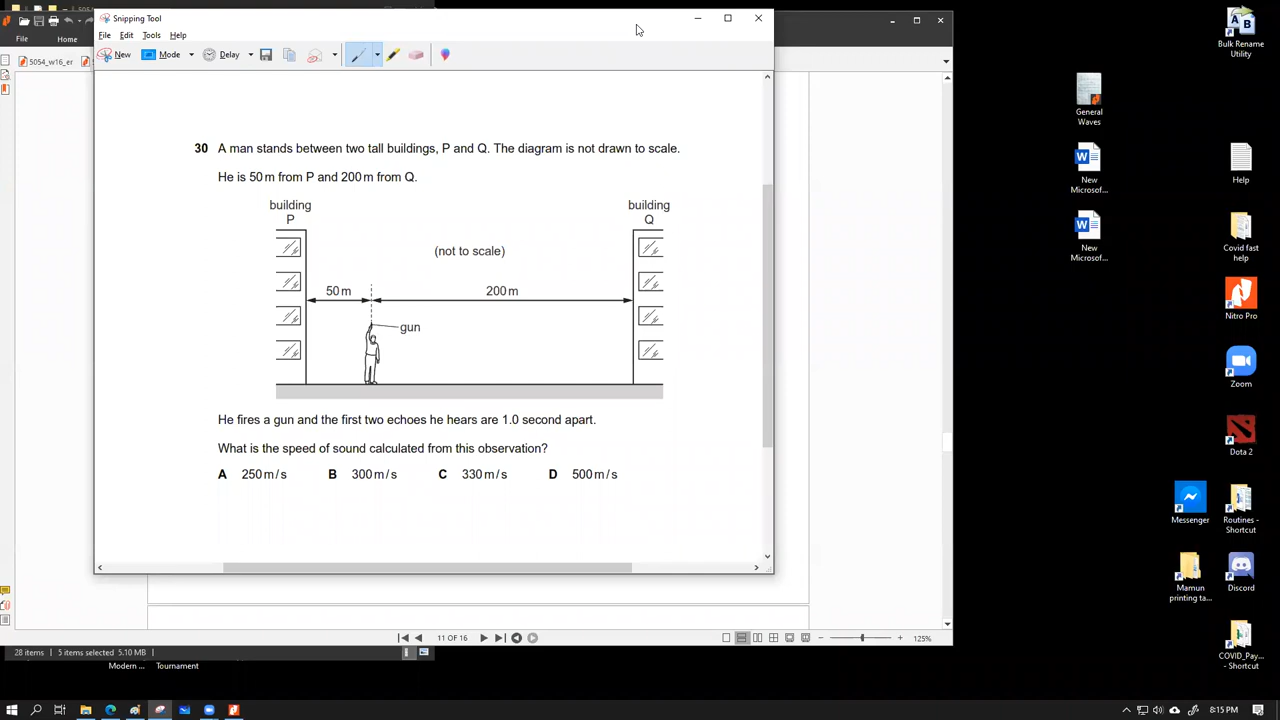 Snipping Tool
File Edit Tools Help
New Mode Delay
File Home
5054_w16_er
30 A man stands between two tall buildings, P and Q. The diagram is not drawn to scale.
He is 50 m from P and 200 m from Q.
building
P
building
Q
(not to scale)
50 m
200 m
gun
He fires a gun and the first two echoes he hears are 1.0 second apart.
What is the speed of sound calculated from this observation?
A 250 m / s B 300 m / s C 330 m / s D 500 m / s
11 OF 16
125%
28 items 5 items selected 5.10 MB
Modern ... Tournament
Bulk Rename
Utility
General
Waves
New
Microsof...
Help
New
Microsof...
Covid fast
help
Nitro Pro
Zoom
Dota 2
Messenger
Routines -
Shortcut
Mamun
printing ta...
Discord
COVID_Pay...
- Shortcut
8:15 PM